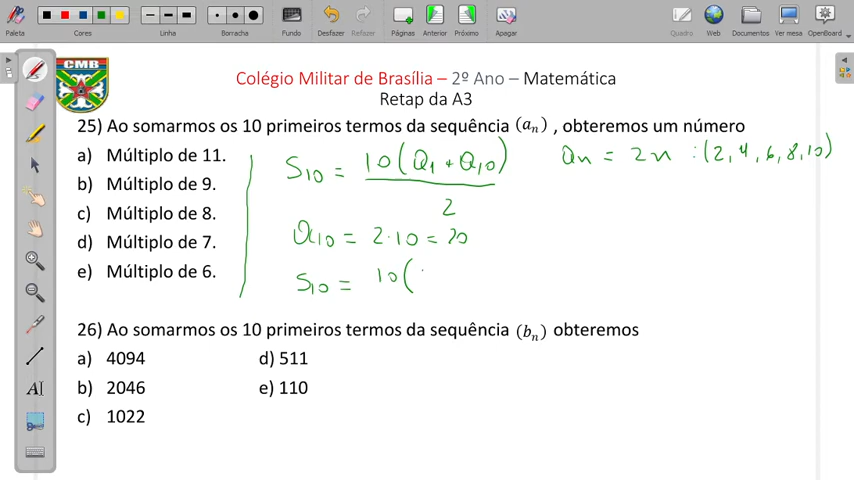 Paleta Cores Linha Borracha Fundo Desfazer Refazer Páginas Anterior Próximo Apagar Quadro Web Documentos Ver mesa OpenBoard
CMB
Colégio Militar de Brasília – 2º Ano – Matemática
Retap da A3
25) Ao somarmos os 10 primeiros termos da sequência (aₙ) , obteremos um número
a) Múltiplo de 11.
b) Múltiplo de 9.
c) Múltiplo de 8.
d) Múltiplo de 7.
e) Múltiplo de 6.
S₁₀ = 10(a₁ + a₁₀) / 2
a₁₀ = 2·10 = 20
S₁₀ = 10(
aₙ = 2n : (2, 4, 6, 8, 10)
26) Ao somarmos os 10 primeiros termos da sequência (bₙ) obteremos
a) 4094
b) 2046
c) 1022
d) 511
e) 110
AI